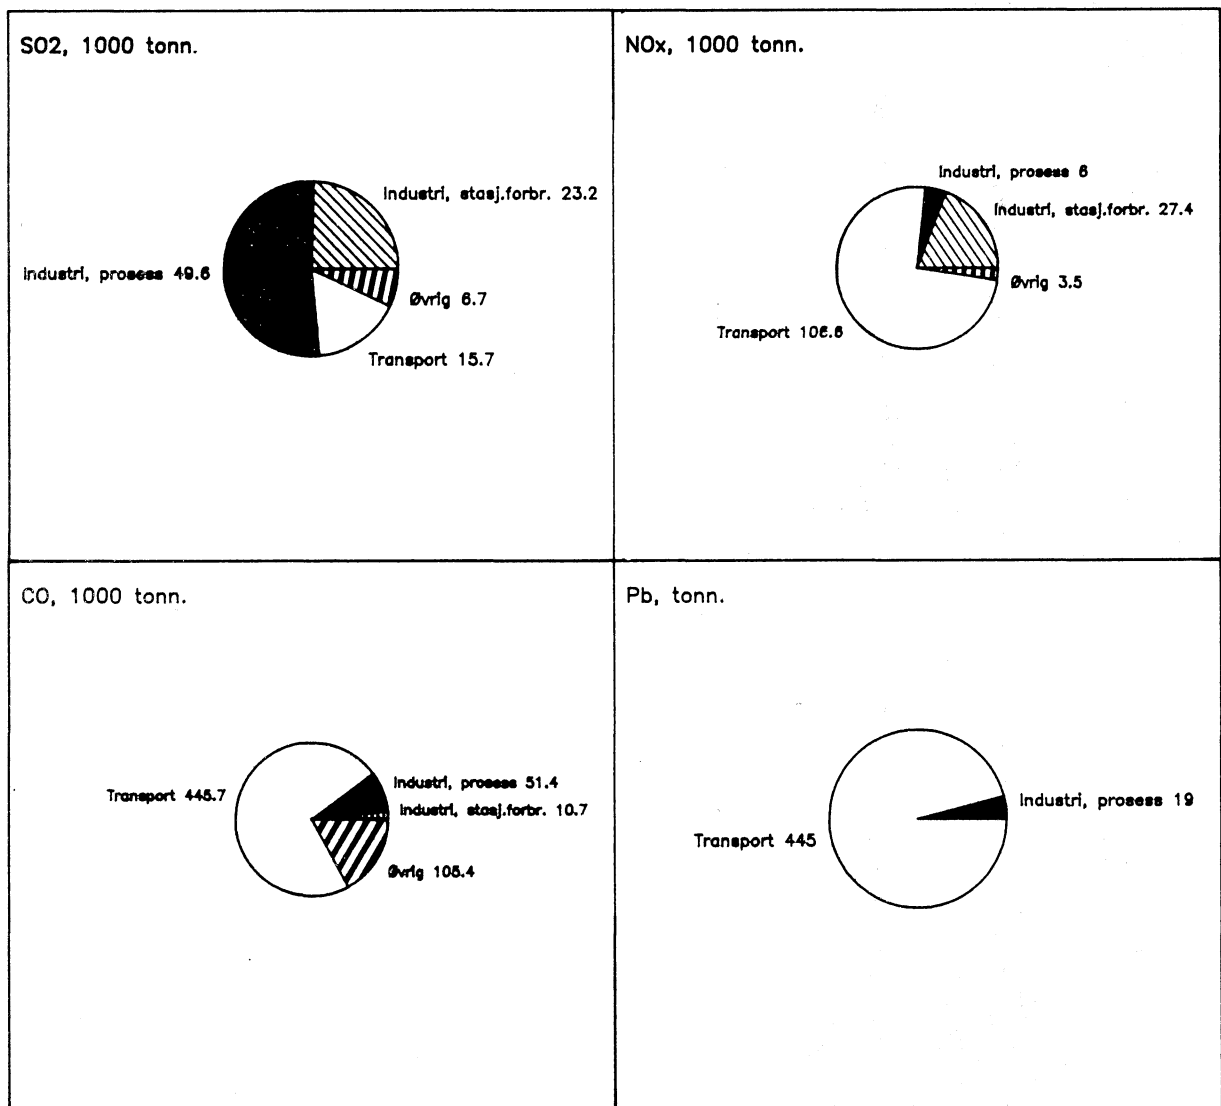 SO2, 1000 tonn.
Industri, stasj.forbr. 23.2
Industri, prosess 49.6
Øvrig 6.7
Transport 15.7
NOx, 1000 tonn.
Industri, prosess 6
Industri, stasj.forbr. 27.4
Øvrig 3.5
Transport 106.6
CO, 1000 tonn.
Industri, prosess 51.4
Transport 445.7
Industri, stasj.forbr. 10.7
Øvrig 105.4
Pb, tonn.
Industri, prosess 19
Transport 445